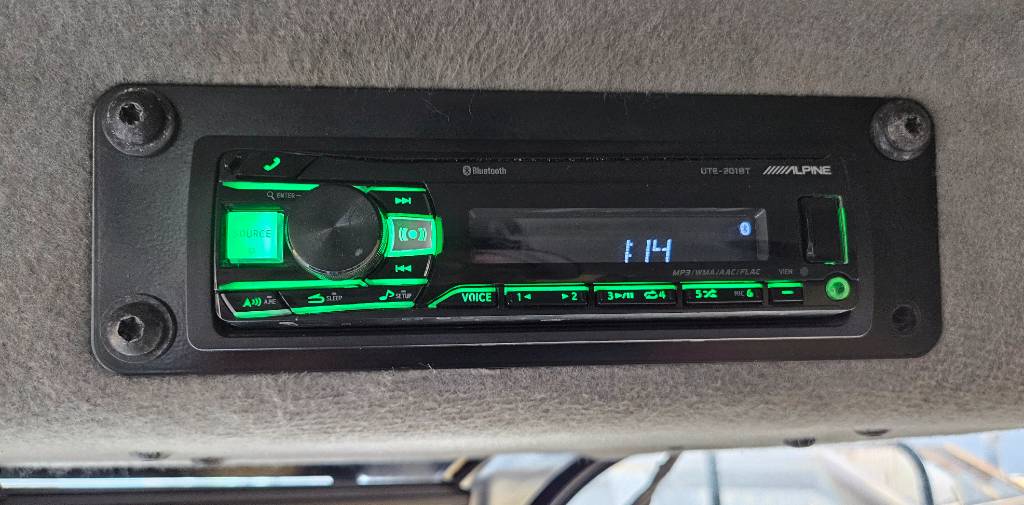 Bluetooth
UTE-201BT
ALPINE
ENTER
SOURCE
:14
MP3/WMA/AAC/FLAC
VIEW
A.ME
SLEEP
SETUP
VOICE
1
2
3
4
5
MIC 6